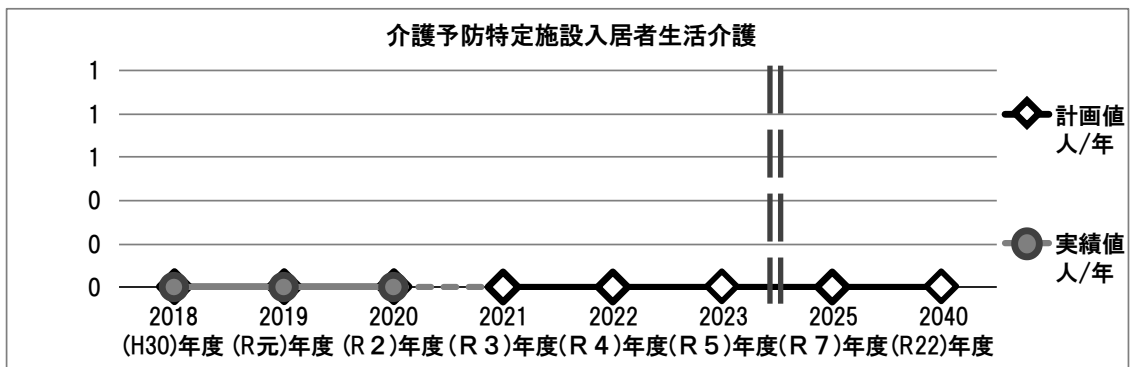 介護予防特定施設入居者生活介護
1
1
1
0
0
0
2018 2019 2020 2021 2022 2023 2025 2040
(H30)年度 (R元)年度 (R２)年度 (R３)年度 (R４)年度 (R５)年度 (R７)年度 (R22)年度
計画値
人/年
実績値
人/年